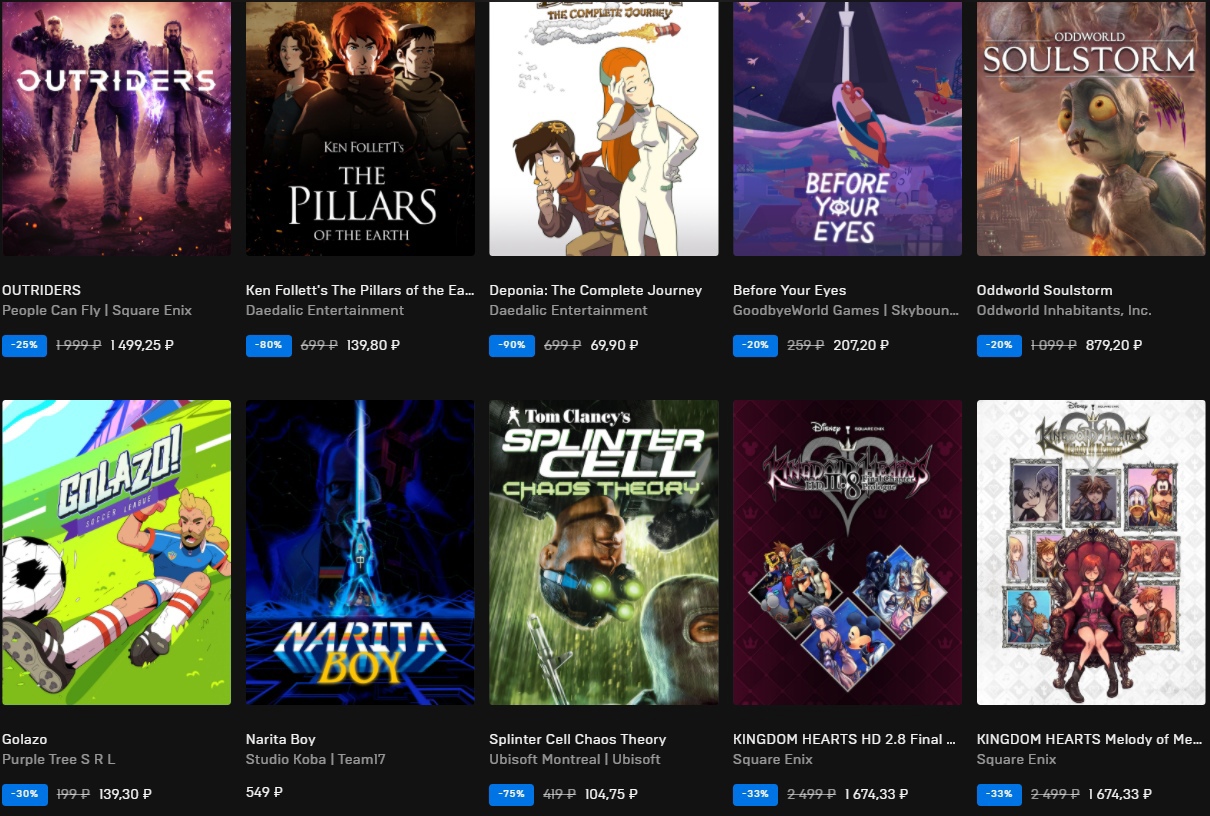 OUTRIDERS
KEN FOLLETT's
THE
PILLARS
OF THE EARTH
THE COMPLETE JOURNEY
BEFORE
YOUR
EYES
ODDWORLD
SOULSTORM
OUTRIDERS
People Can Fly | Square Enix
-25% 1 999 ₽ 1 499,25 ₽
Ken Follett's The Pillars of the Ea...
Daedalic Entertainment
-80% 699 ₽ 139,80 ₽
Deponia: The Complete Journey
Daedalic Entertainment
-90% 699 ₽ 69,90 ₽
Before Your Eyes
GoodbyeWorld Games | Skyboun...
-20% 259 ₽ 207,20 ₽
Oddworld Soulstorm
Oddworld Inhabitants, Inc.
-20% 1 099 ₽ 879,20 ₽
GOLAZO!
SOCCER LEAGUE
NARITA
BOY
Tom Clancy's
SPLINTER
CELL
CHAOS THEORY
Disney SQUARE ENIX
KINGDOM HEARTS
HD II.8 Final Chapter
Prologue
Disney
KINGDOM HEARTS
Golazo
Purple Tree S R L
-30% 199 ₽ 139,30 ₽
Narita Boy
Studio Koba | Team17
549 ₽
Splinter Cell Chaos Theory
Ubisoft Montreal | Ubisoft
-75% 419 ₽ 104,75 ₽
KINGDOM HEARTS HD 2.8 Final ...
Square Enix
-33% 2 499 ₽ 1 674,33 ₽
KINGDOM HEARTS Melody of Me...
Square Enix
-33% 2 499 ₽ 1 674,33 ₽